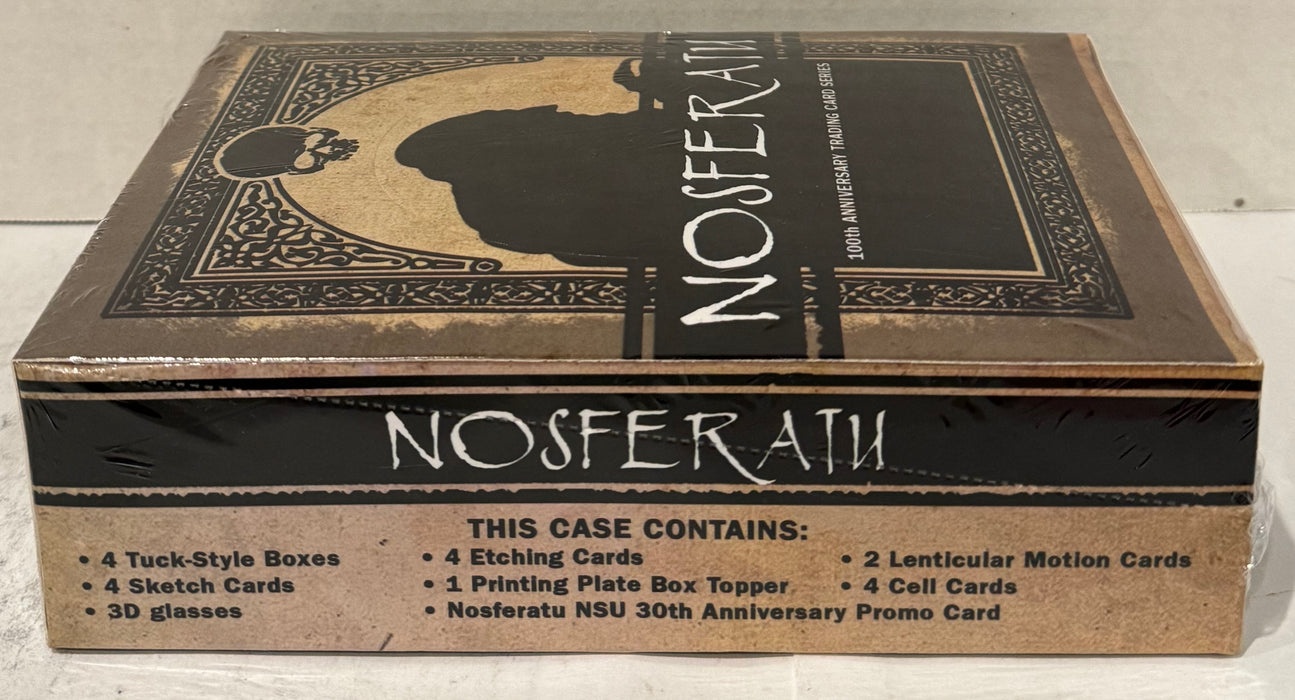 NOSFERATU
100th ANNIVERSARY TRADING CARD SERIES
NOSFERATU
THIS CASE CONTAINS:
• 4 Tuck-Style Boxes • 4 Etching Cards • 2 Lenticular Motion Cards
• 4 Sketch Cards • 1 Printing Plate Box Topper • 4 Cell Cards
• 3D glasses • Nosferatu NSU 30th Anniversary Promo Card